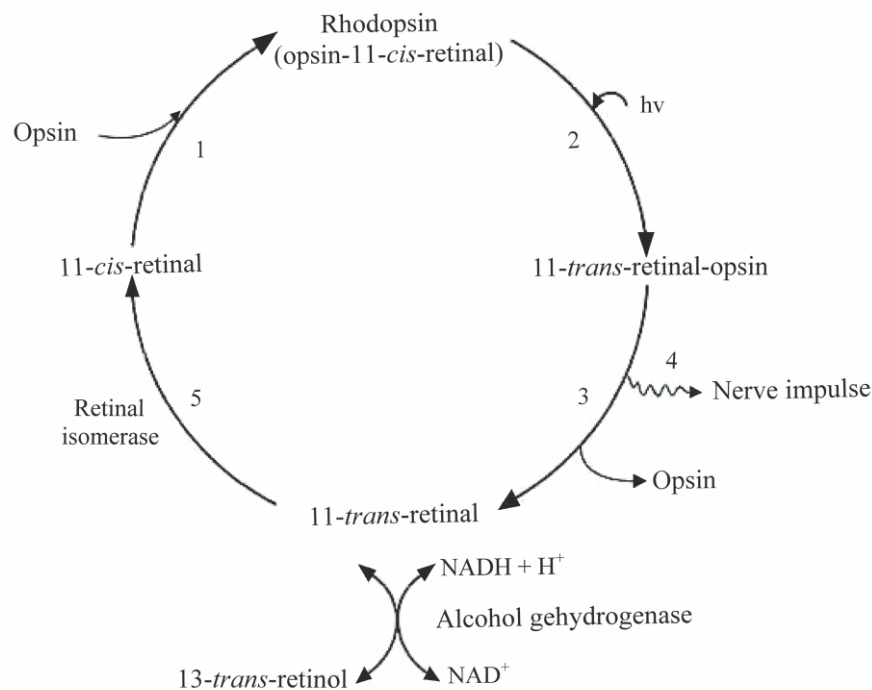 Rhodopsin
(opsin-11-cis-retinal)
hv
Opsin
1
2
11-cis-retinal
11-trans-retinal-opsin
4
Nerve impulse
5
3
Retinal
isomerase
Opsin
11-trans-retinal
NADH + H⁺
Alcohol gehydrogenase
13-trans-retinol
NAD⁺